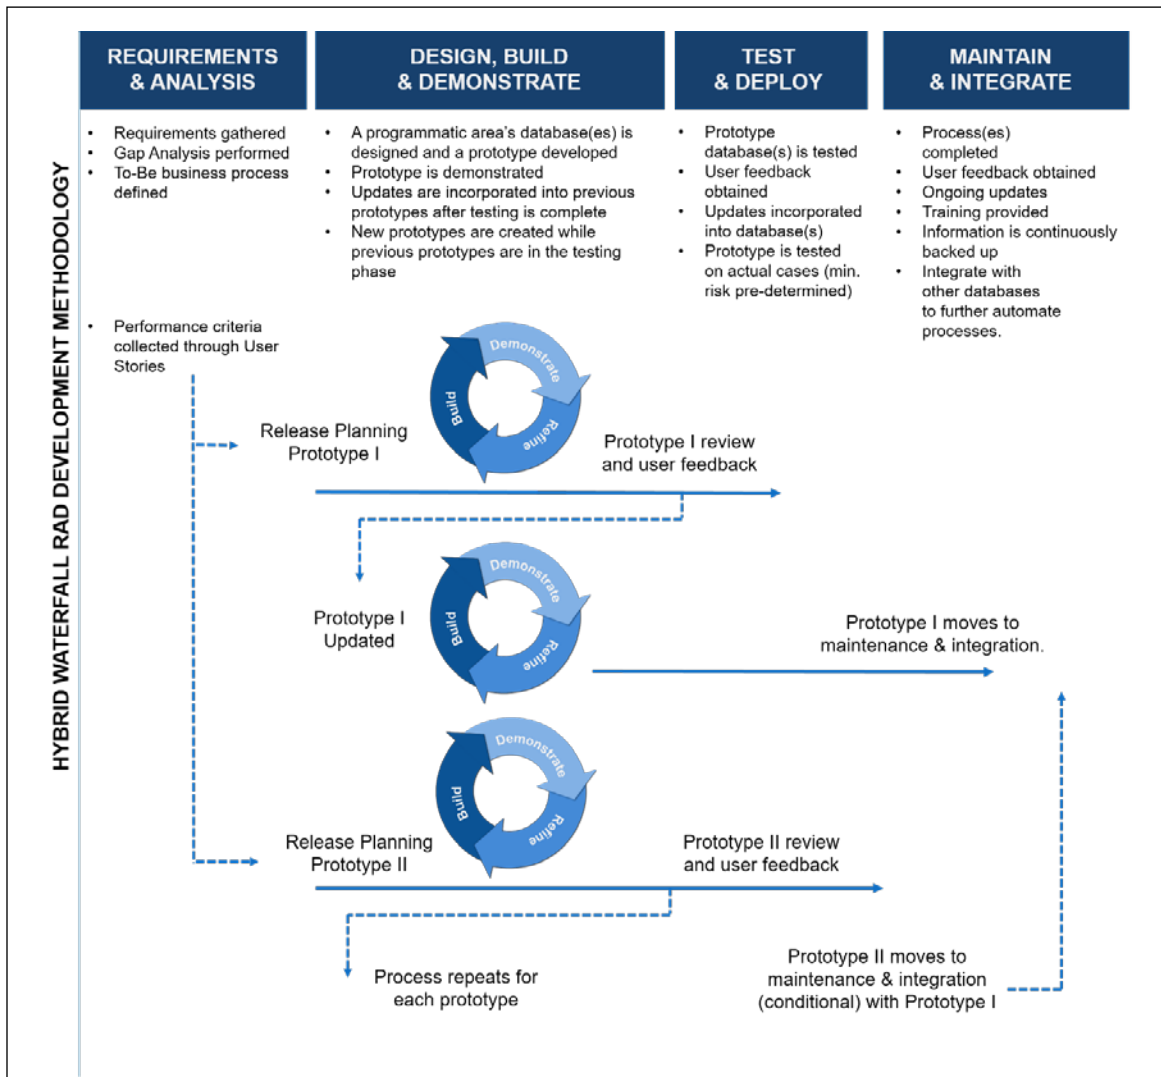 HYBRID WATERFALL RAD DEVELOPMENT METHODOLOGY
REQUIREMENTS
& ANALYSIS
• Requirements gathered
• Gap Analysis performed
• To-Be business process
defined
• Performance criteria
collected through User
Stories
DESIGN, BUILD
& DEMONSTRATE
• A programmatic area's database(es) is
designed and a prototype developed
• Prototype is demonstrated
• Updates are incorporated into previous
prototypes after testing is complete
• New prototypes are created while
previous prototypes are in the testing
phase
TEST
& DEPLOY
• Prototype
database(s) is tested
• User feedback
obtained
• Updates incorporated
into database(s)
• Prototype is tested
on actual cases (min.
risk pre-determined)
MAINTAIN
& INTEGRATE
• Process(es)
completed
• User feedback obtained
• Ongoing updates
• Training provided
• Information is continuously
backed up
• Integrate with
other databases
to further automate
processes.
Release Planning
Prototype I
Build
Demonstrate
Refine
Prototype I review
and user feedback
Prototype I
Updated
Build
Demonstrate
Refine
Prototype I moves to
maintenance & integration.
Release Planning
Prototype II
Build
Demonstrate
Refine
Prototype II review
and user feedback
Process repeats for
each prototype
Prototype II moves to
maintenance & integration
(conditional) with Prototype I